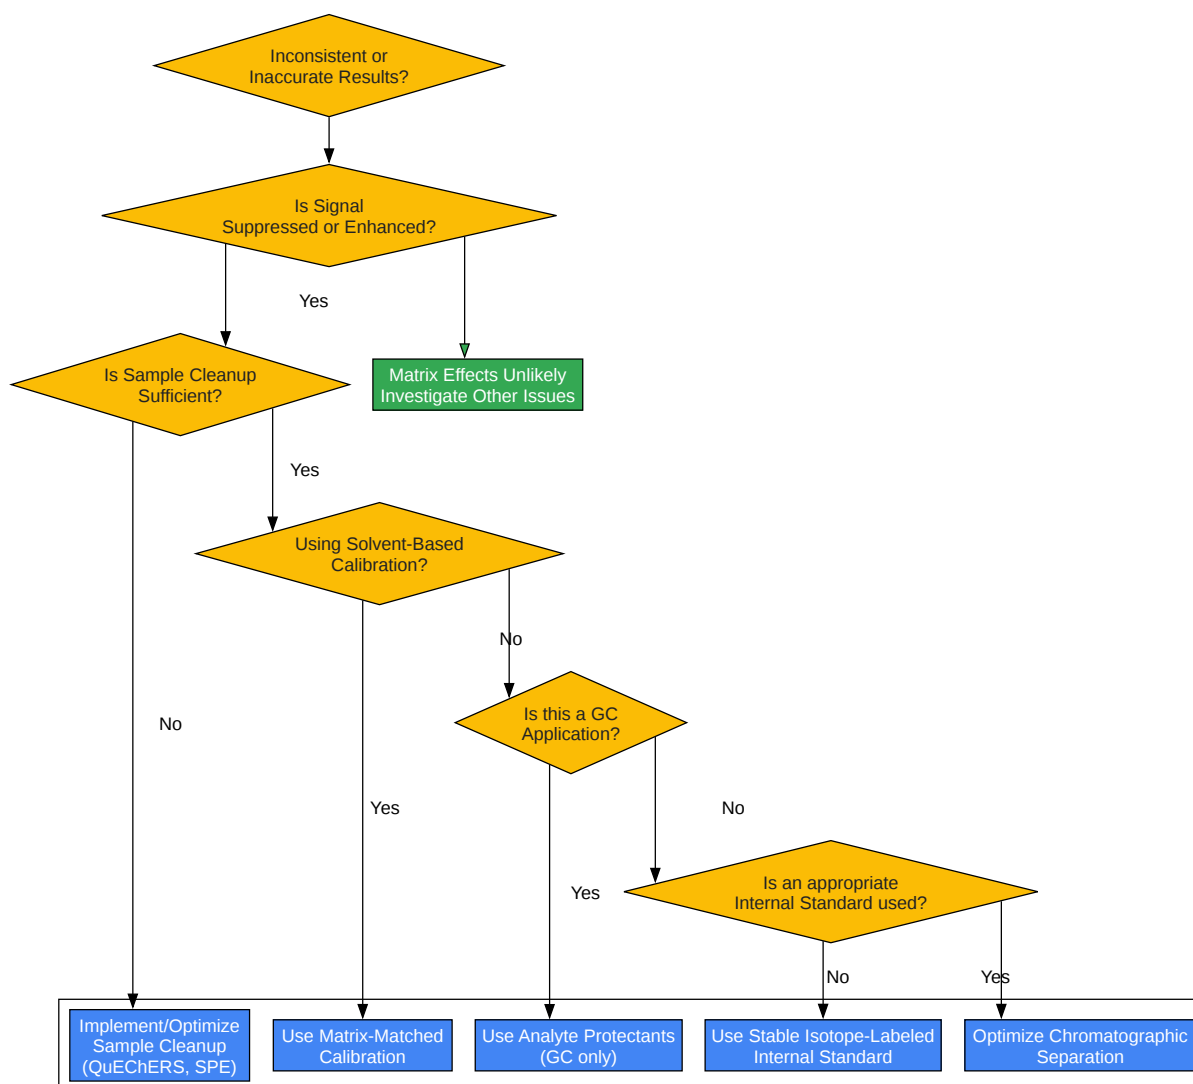 Inconsistent or
Inaccurate Results?
Is Signal
Suppressed or Enhanced?
Yes
Is Sample Cleanup
Sufficient?
Matrix Effects Unlikely
Investigate Other Issues
Yes
Using Solvent-Based
Calibration?
No
Is this a GC
Application?
No
Yes
No
Is an appropriate
Internal Standard used?
Yes
No
Yes
Implement/Optimize
Sample Cleanup
(QuEChERS, SPE)
Use Matrix-Matched
Calibration
Use Analyte Protectants
(GC only)
Use Stable Isotope-Labeled
Internal Standard
Optimize Chromatographic
Separation